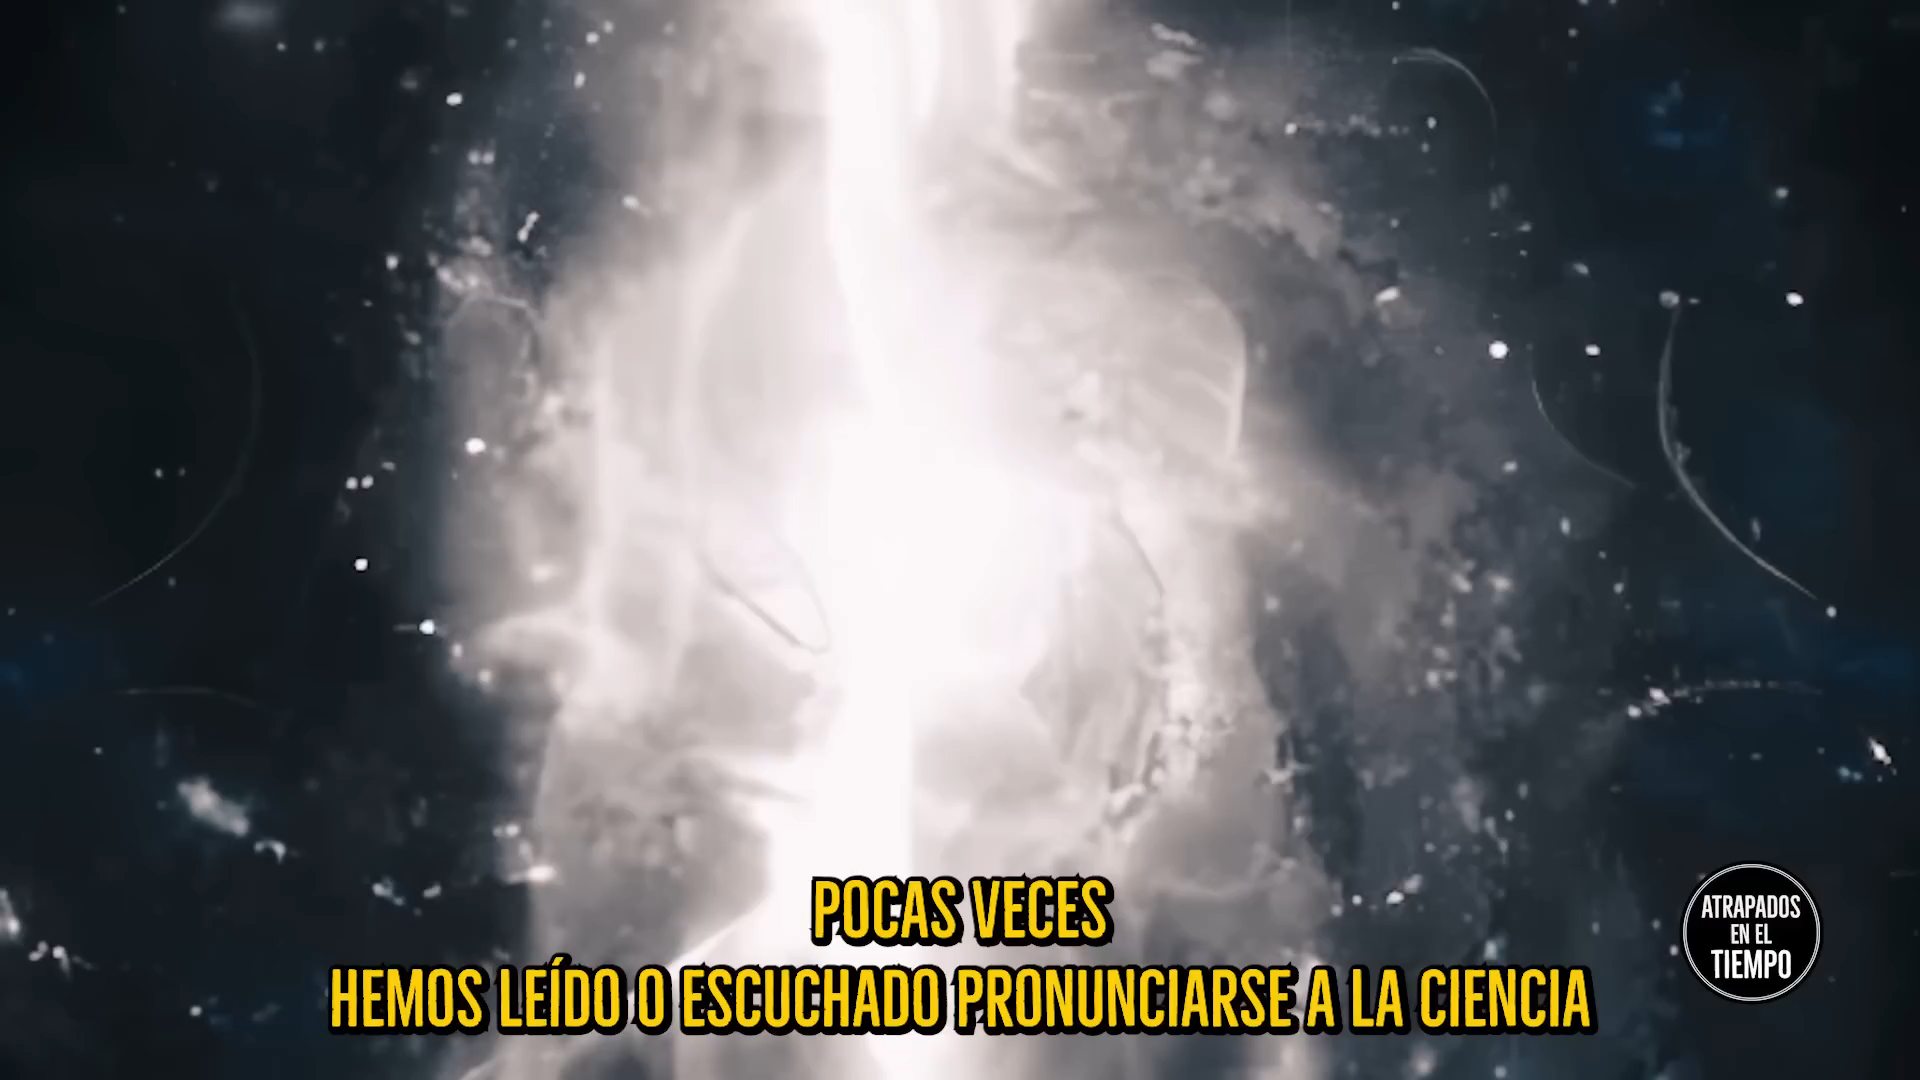 POCAS VECES
HEMOS LEÍDO O ESCUCHADO PRONUNCIARSE A LA CIENCIA
ATRAPADOS
EN EL
TIEMPO